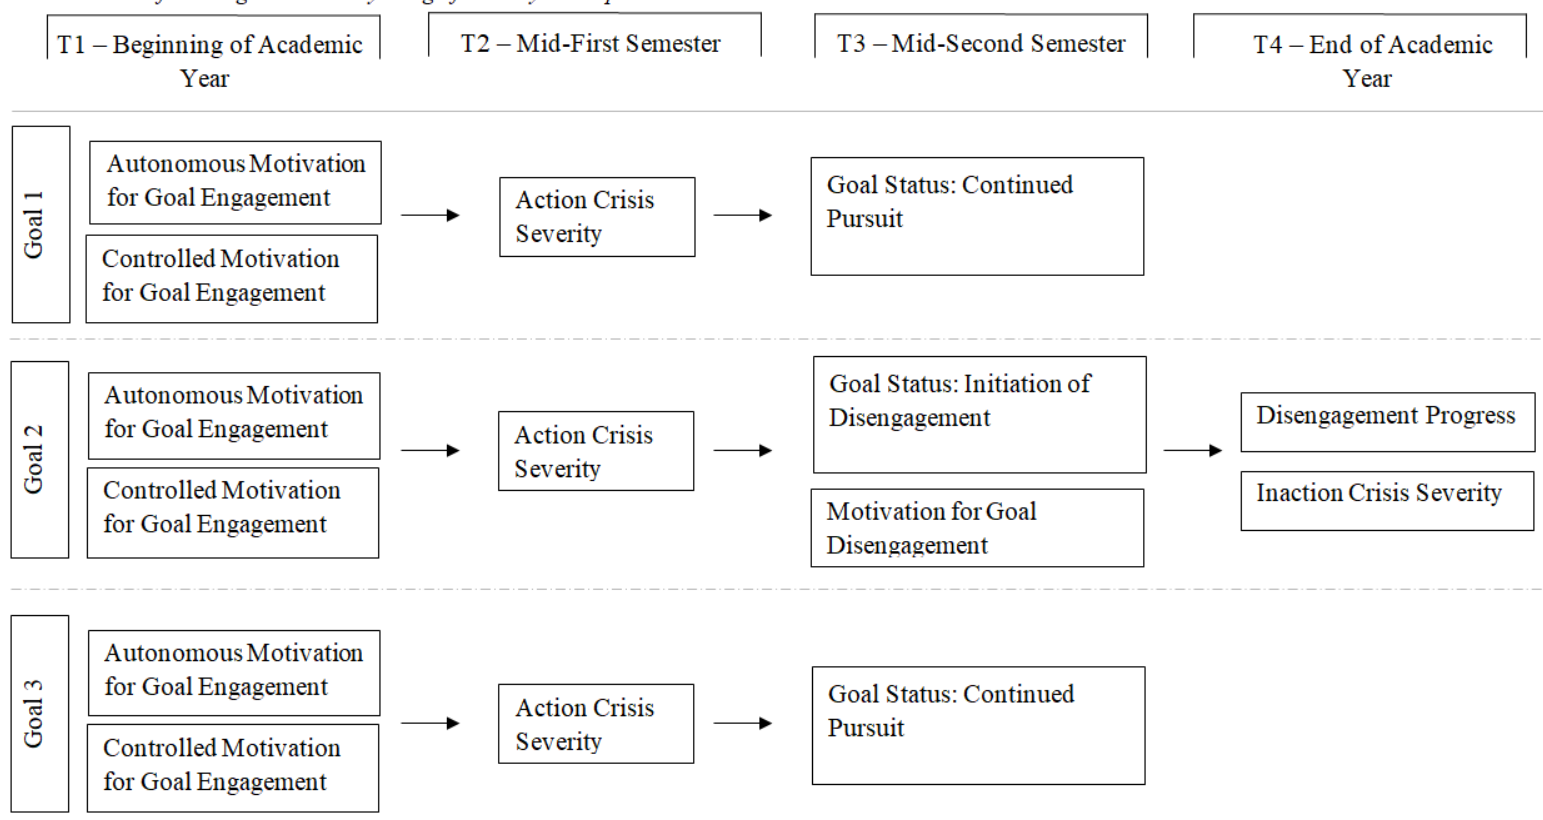 T1 – Beginning of Academic
Year
T2 – Mid-First Semester
T3 – Mid-Second Semester
T4 – End of Academic
Year
Goal 1
Autonomous Motivation
for Goal Engagement
Controlled Motivation
for Goal Engagement
Action Crisis
Severity
Goal Status: Continued
Pursuit
Goal 2
Autonomous Motivation
for Goal Engagement
Controlled Motivation
for Goal Engagement
Action Crisis
Severity
Goal Status: Initiation of
Disengagement
Motivation for Goal
Disengagement
Disengagement Progress
Inaction Crisis Severity
Goal 3
Autonomous Motivation
for Goal Engagement
Controlled Motivation
for Goal Engagement
Action Crisis
Severity
Goal Status: Continued
Pursuit